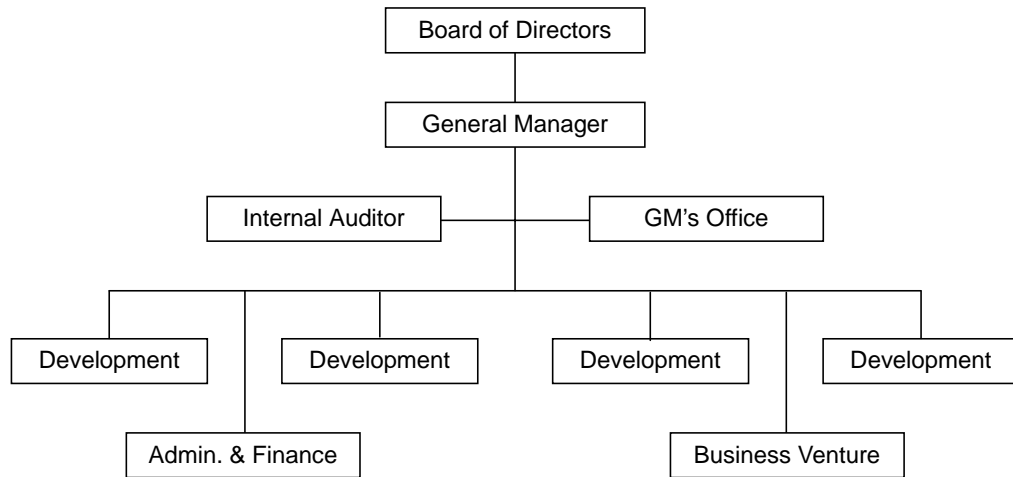 Board of Directors
General Manager
Internal Auditor
GM's Office
Development
Development
Development
Development
Admin. & Finance
Business Venture